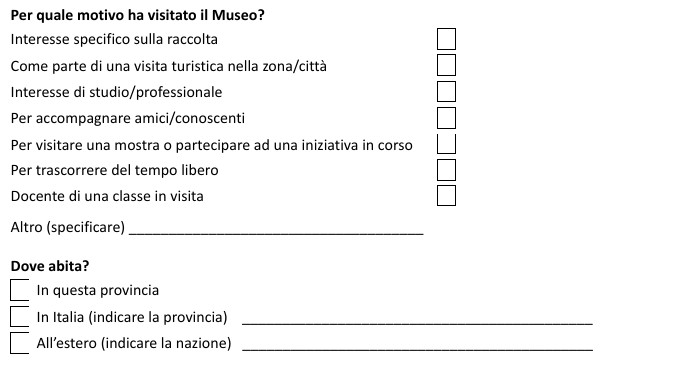 Per quale motivo ha visitato il Museo?
Interesse specifico sulla raccolta
Come parte di una visita turistica nella zona/città
Interesse di studio/professionale
Per accompagnare amici/conoscenti
Per visitare una mostra o partecipare ad una iniziativa in corso
Per trascorrere del tempo libero
Docente di una classe in visita
Altro (specificare) ____________________________________
Dove abita?
In questa provincia
In Italia (indicare la provincia) ___________________________________________
All’estero (indicare la nazione) ___________________________________________